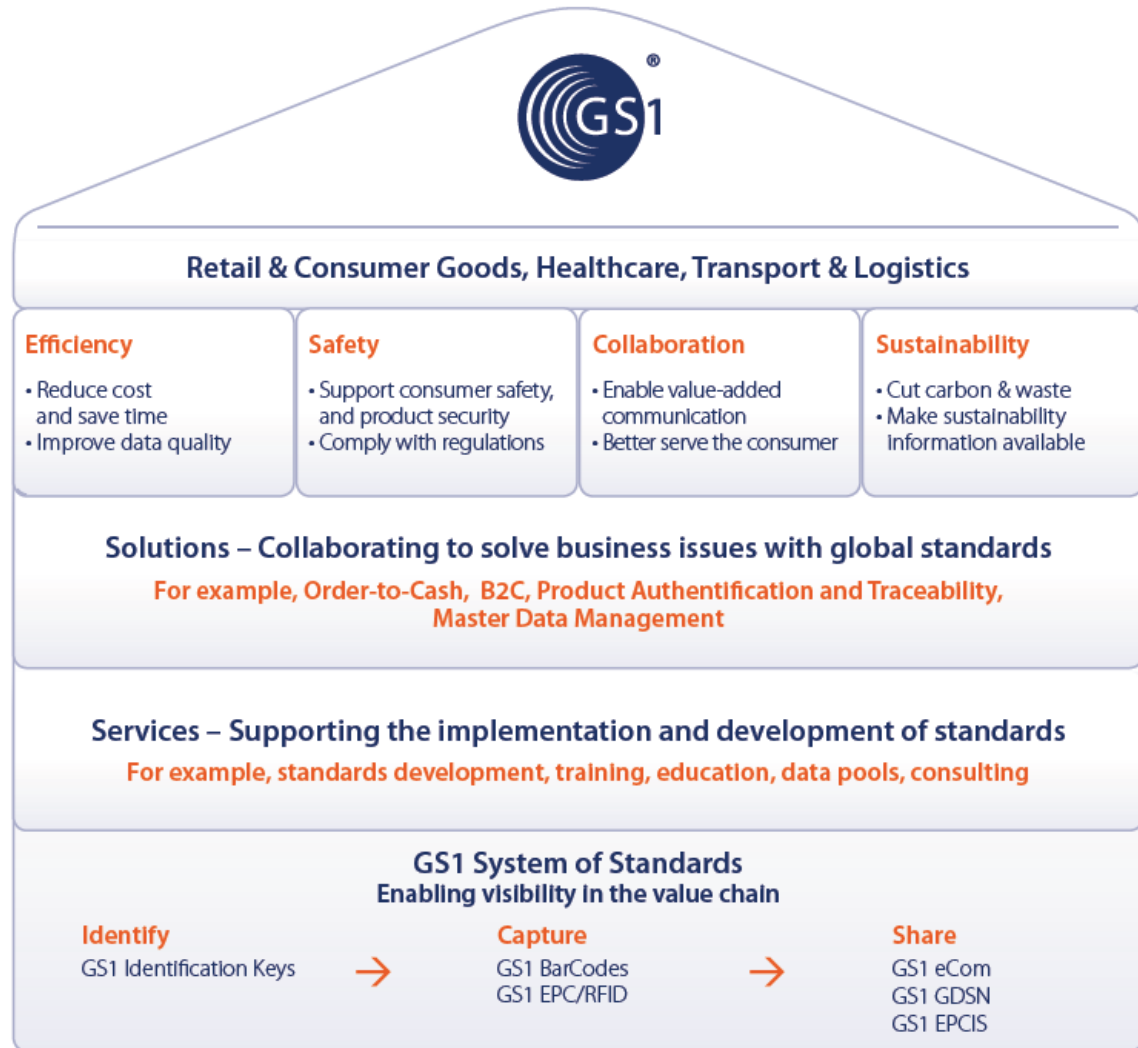 GS1®
Retail & Consumer Goods, Healthcare, Transport & Logistics
Efficiency
• Reduce cost
and save time
• Improve data quality
Safety
• Support consumer safety,
and product security
• Comply with regulations
Collaboration
• Enable value-added
communication
• Better serve the consumer
Sustainability
• Cut carbon & waste
• Make sustainability
information available
Solutions – Collaborating to solve business issues with global standards
For example, Order-to-Cash, B2C, Product Authentification and Traceability,
Master Data Management
Services – Supporting the implementation and development of standards
For example, standards development, training, education, data pools, consulting
GS1 System of Standards
Enabling visibility in the value chain
Identify
GS1 Identification Keys
→
Capture
GS1 BarCodes
GS1 EPC/RFID
→
Share
GS1 eCom
GS1 GDSN
GS1 EPCIS